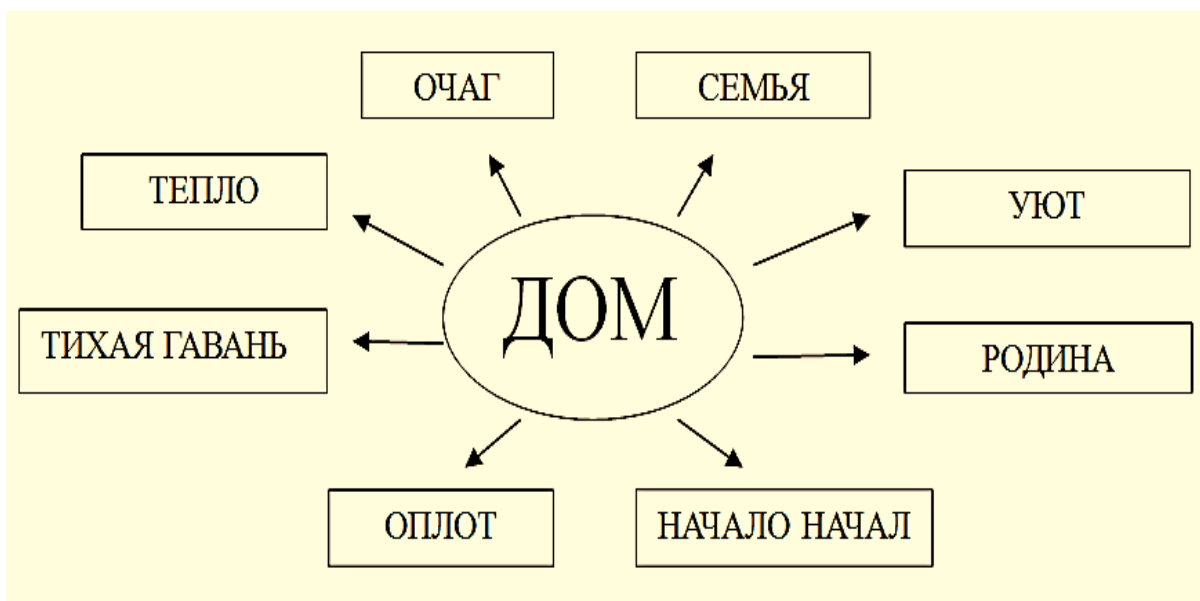 ОЧАГ
СЕМЬЯ
ТЕПЛО
УЮТ
ДОМ
ТИХАЯ ГАВАНЬ
РОДИНА
ОПЛОТ
НАЧАЛО НАЧАЛ